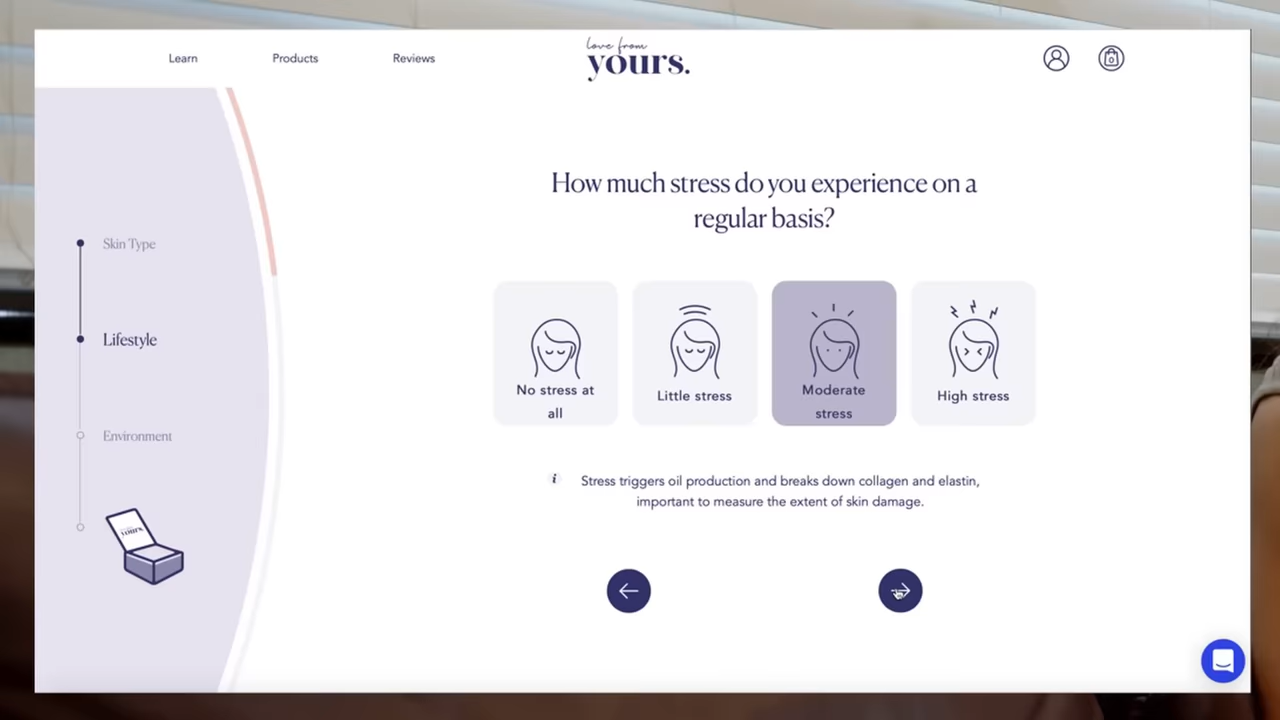 Learn
Products
Reviews
love from
yours.
0
How much stress do you experience on a
regular basis?
Skin Type
Lifestyle
Environment
yours.
No stress at
all
Little stress
Moderate
stress
High stress
i
Stress triggers oil production and breaks down collagen and elastin,
important to measure the extent of skin damage.